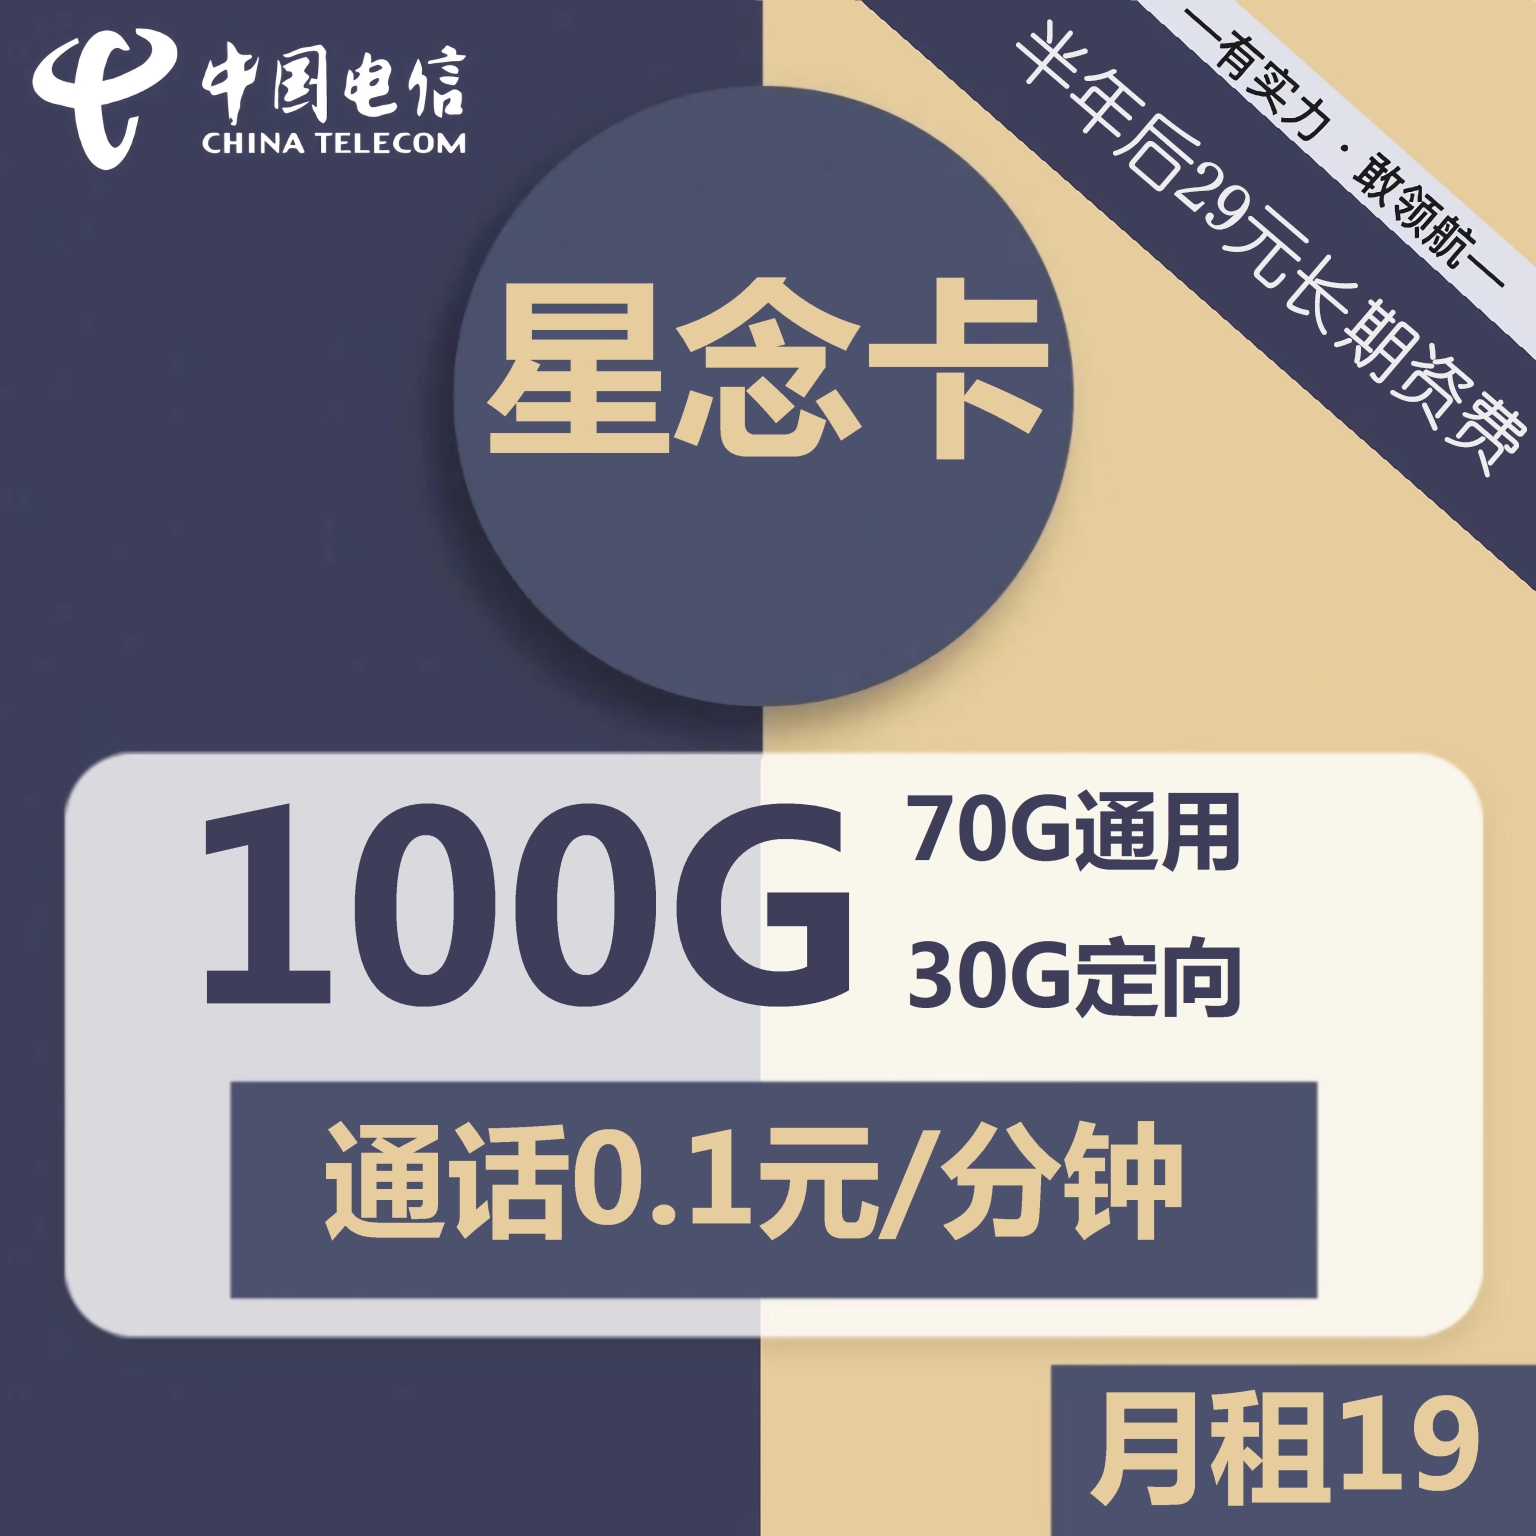 中国电信
CHINA TELECOM
一有实力·敢领航一
半年后29元长期资费
星念卡
100G
70G通用
30G定向
通话0.1元/分钟
月租19